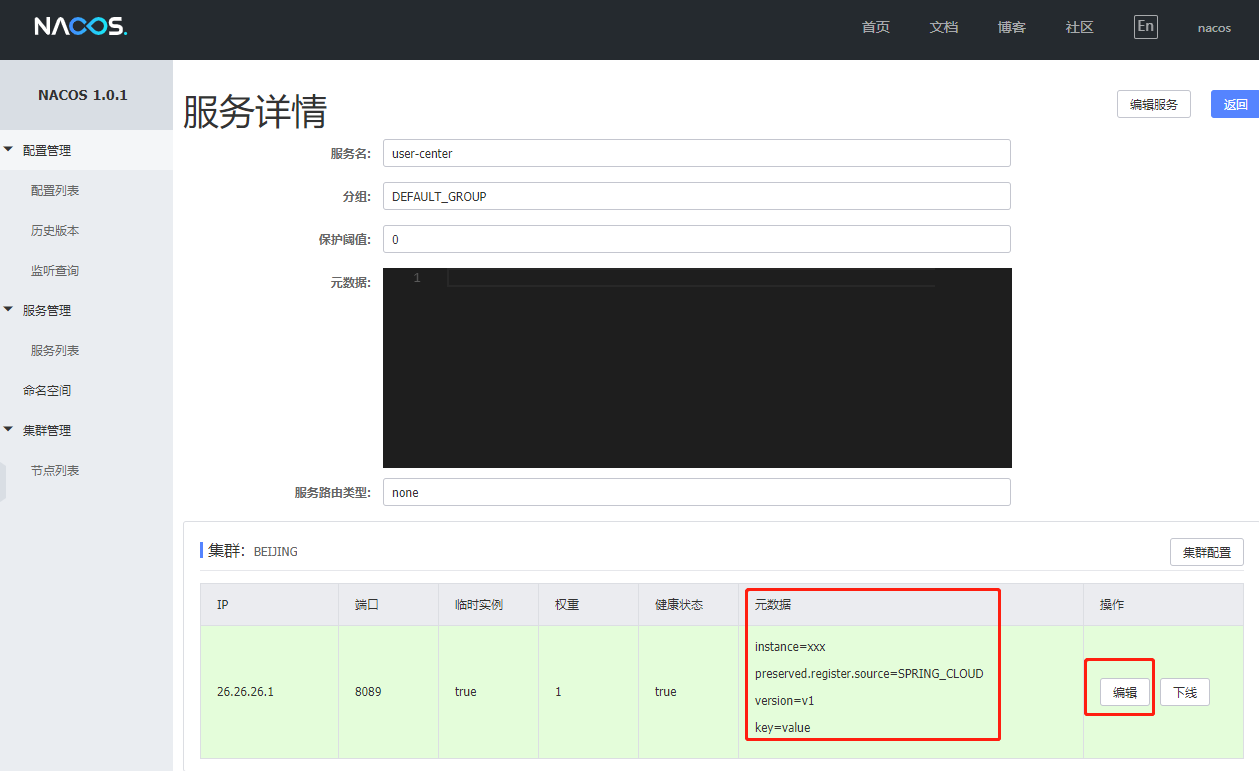 NACOS. 首页 文档 博客 社区 En nacos
NACOS 1.0.1
配置管理
配置列表
历史版本
监听查询
服务管理
服务列表
命名空间
集群管理
节点列表
服务详情 编辑服务 返回
服务名: user-center
分组: DEFAULT_GROUP
保护阈值: 0
元数据: 1
服务路由类型: none
集群: BEIJING 集群配置
IP 端口 临时实例 权重 健康状态 元数据 操作
26.26.26.1 8089 true 1 true
instance=xxx
preserved.register.source=SPRING_CLOUD
version=v1
key=value
编辑 下线